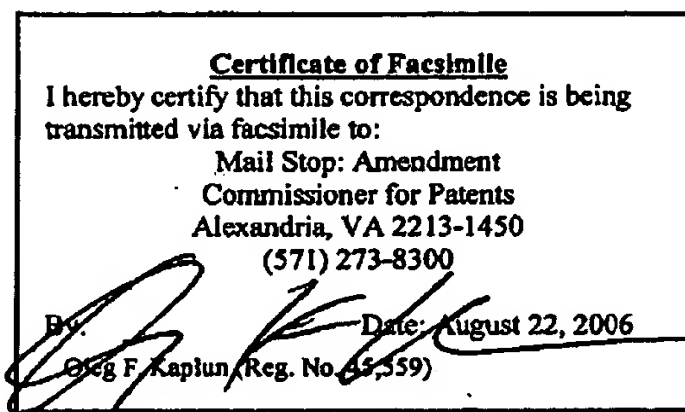 Certificate of Facsimile
I hereby certify that this correspondence is being
transmitted via facsimile to:
Mail Stop: Amendment
Commissioner for Patents
Alexandria, VA 2213-1450
(571) 273-8300
By: Date: August 22, 2006
Oleg F. Kaplun (Reg. No. 45,559)